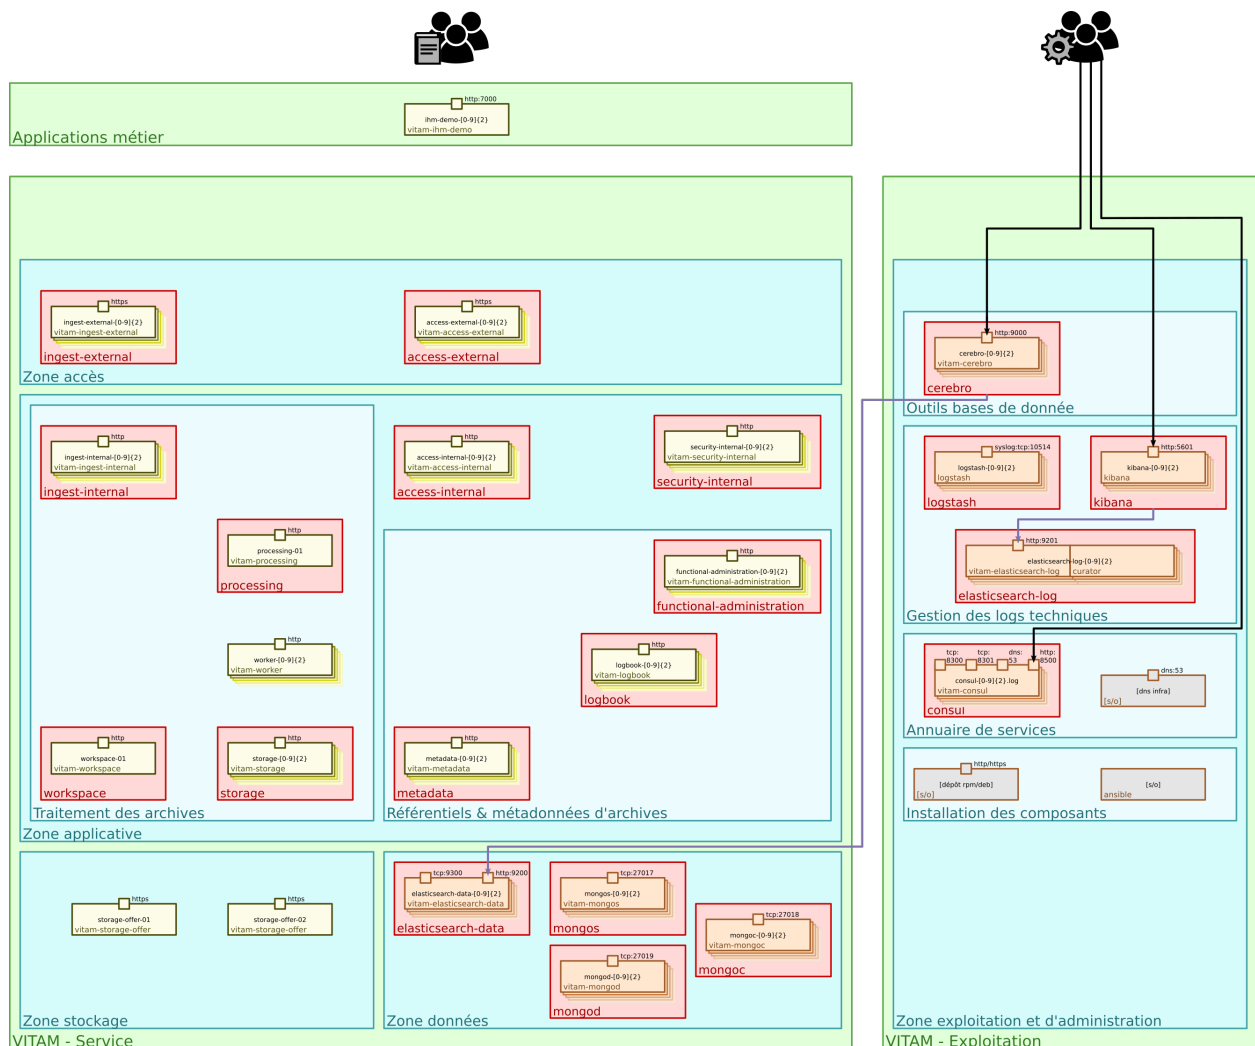 http:7000
ihm-demo-[0-9]{2}
vitam-ihm-demo
Applications métier
https
ingest-external-[0-9]{2}
vitam-ingest-external
ingest-external
https
access-external-[0-9]{2}
vitam-access-external
access-external
Zone accès
http
ingest-internal-[0-9]{2}
vitam-ingest-internal
ingest-internal
http
processing-01
vitam-processing
processing
http
worker-[0-9]{2}
vitam-worker
http
workspace-01
vitam-workspace
workspace
http
storage-[0-9]{2}
vitam-storage
storage
Traitement des archives
http
access-internal-[0-9]{2}
vitam-access-internal
access-internal
http
security-internal-[0-9]{2}
vitam-security-internal
security-internal
http
functional-administration-[0-9]{2}
vitam-functional-administration
functional-administration
http
logbook-[0-9]{2}
vitam-logbook
logbook
http
metadata-[0-9]{2}
vitam-metadata
metadata
Référentiels & métadonnées d'archives
Zone applicative
https
storage-offer-01
vitam-storage-offer
https
storage-offer-02
vitam-storage-offer
Zone stockage
tcp:9300
http:9200
elasticsearch-data-[0-9]{2}
vitam-elasticsearch-data
elasticsearch-data
tcp:27017
mongos-[0-9]{2}
vitam-mongos
mongos
tcp:27018
mongoc-[0-9]{2}
vitam-mongoc
mongoc
tcp:27019
mongod-[0-9]{2}
vitam-mongod
mongod
Zone données
VITAM - Service
http:9000
cerebro-[0-9]{2}
vitam-cerebro
cerebro
Outils bases de donnée
syslog:tcp:10514
logstash-[0-9]{2}
logstash
logstash
http:5601
kibana-[0-9]{2}
kibana
kibana
http:9201
elasticsearch-log-[0-9]{2}
vitam-elasticsearch-log
curator
elasticsearch-log
Gestion des logs techniques
tcp:
8300
tcp:
8301
dns:
53
http:
8500
consul-[0-9]{2}.log
vitam-consul
consul
dns:53
[dns infra]
[s/o]
Annuaire de services
http/https
[dépôt rpm/deb]
[s/o]
[s/o]
ansible
Installation des composants
Zone exploitation et d'administration
VITAM - Exploitation